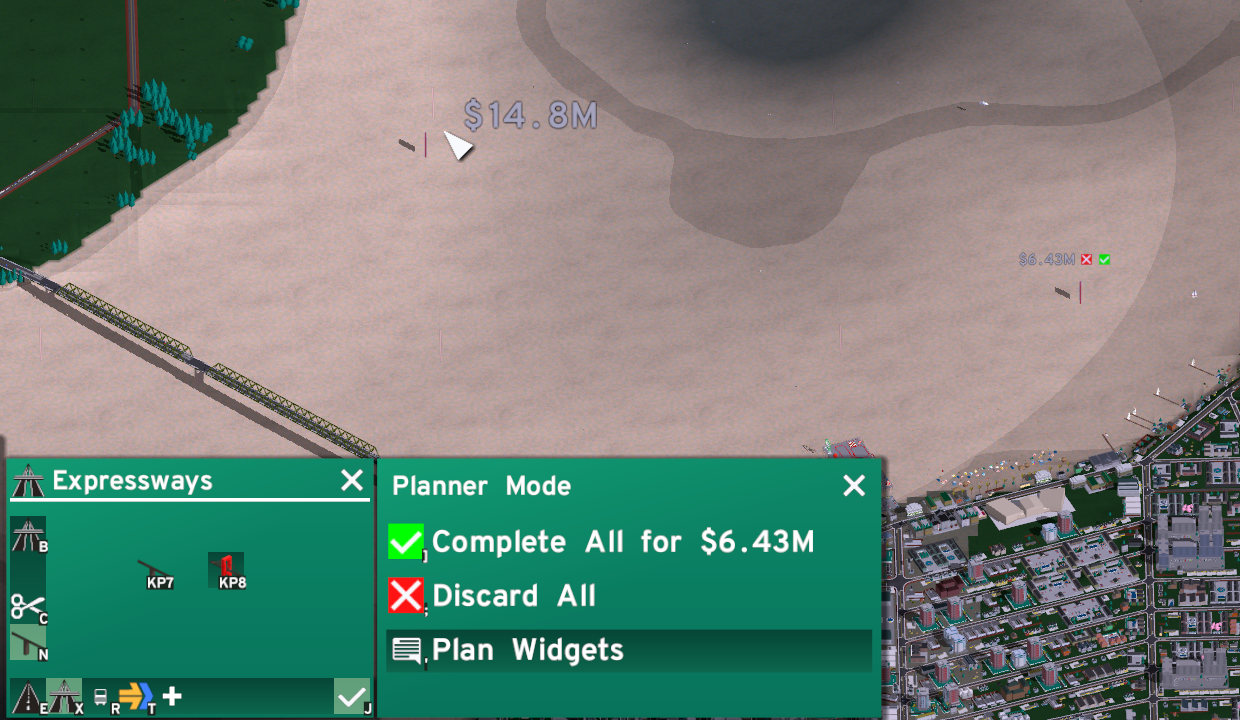 $14.8M
$6.43M
Expressways
B
KP7
KP8
C
N
E
X
R
T
J
Planner Mode
Complete All for $6.43M
Discard All
Plan Widgets